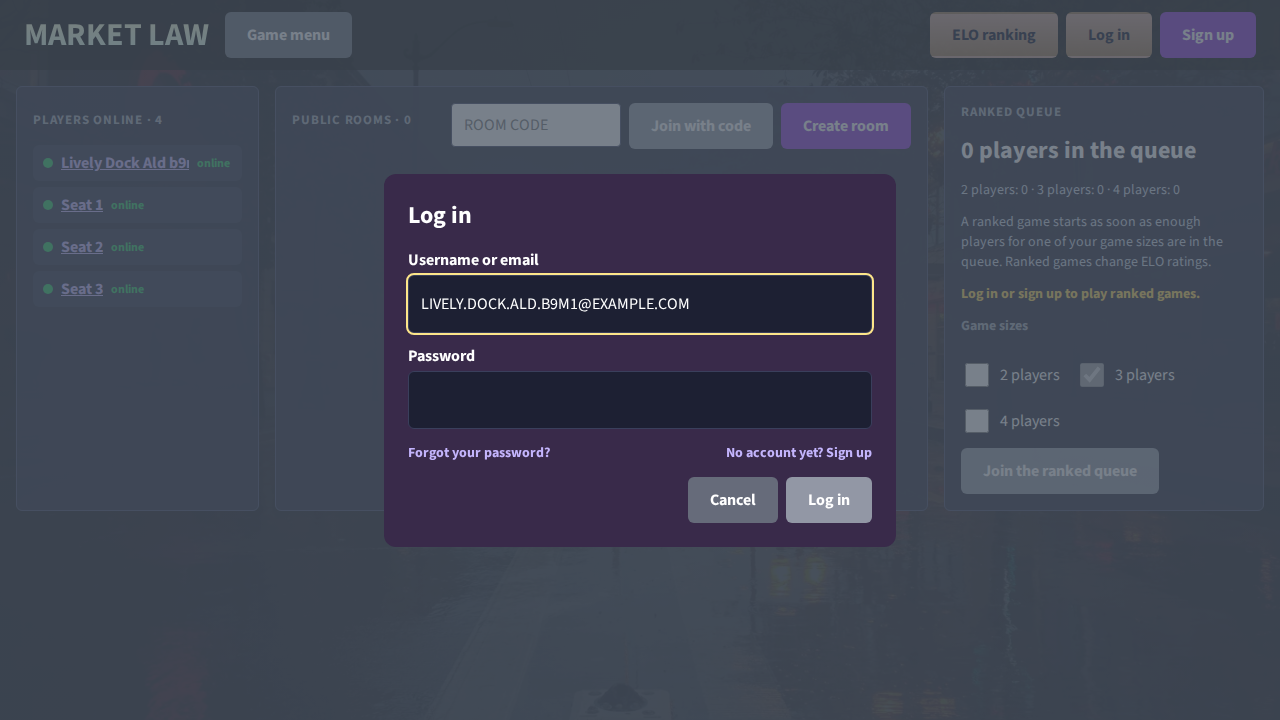 MARKET LAW
Game menu
ELO ranking
Log in
Sign up
PLAYERS ONLINE · 4
Lively Dock Ald b9 online
Seat 1 online
Seat 2 online
Seat 3 online
PUBLIC ROOMS · 0
ROOM CODE
Join with code
Create room
Log in
Username or email
LIVELY.DOCK.ALD.B9M1@EXAMPLE.COM
Password
Forgot your password?
No account yet? Sign up
Cancel
Log in
RANKED QUEUE
0 players in the queue
2 players: 0 · 3 players: 0 · 4 players: 0
A ranked game starts as soon as enough
players for one of your game sizes are in the
queue. Ranked games change ELO ratings.
Log in or sign up to play ranked games.
Game sizes
2 players
3 players
4 players
Join the ranked queue